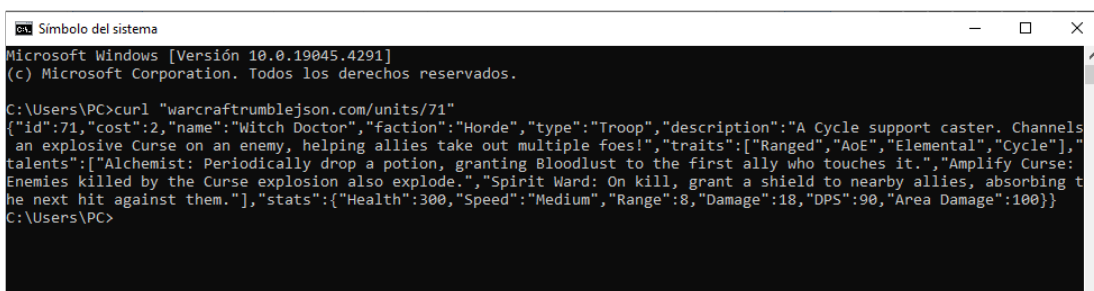 Símbolo del sistema
Microsoft Windows [Versión 10.0.19045.4291]
(c) Microsoft Corporation. Todos los derechos reservados.
C:\Users\PC>curl "warcraftrumblejson.com/units/71"
{"id":71,"cost":2,"name":"Witch Doctor","faction":"Horde","type":"Troop","description":"A Cycle support caster. Channels
 an explosive Curse on an enemy, helping allies take out multiple foes!","traits":["Ranged","AoE","Elemental","Cycle"],"
talents":["Alchemist: Periodically drop a potion, granting Bloodlust to the first ally who touches it.","Amplify Curse:
Enemies killed by the Curse explosion also explode.","Spirit Ward: On kill, grant a shield to nearby allies, absorbing t
he next hit against them."],"stats":{"Health":300,"Speed":"Medium","Range":8,"Damage":18,"DPS":90,"Area Damage":100}}
C:\Users\PC>